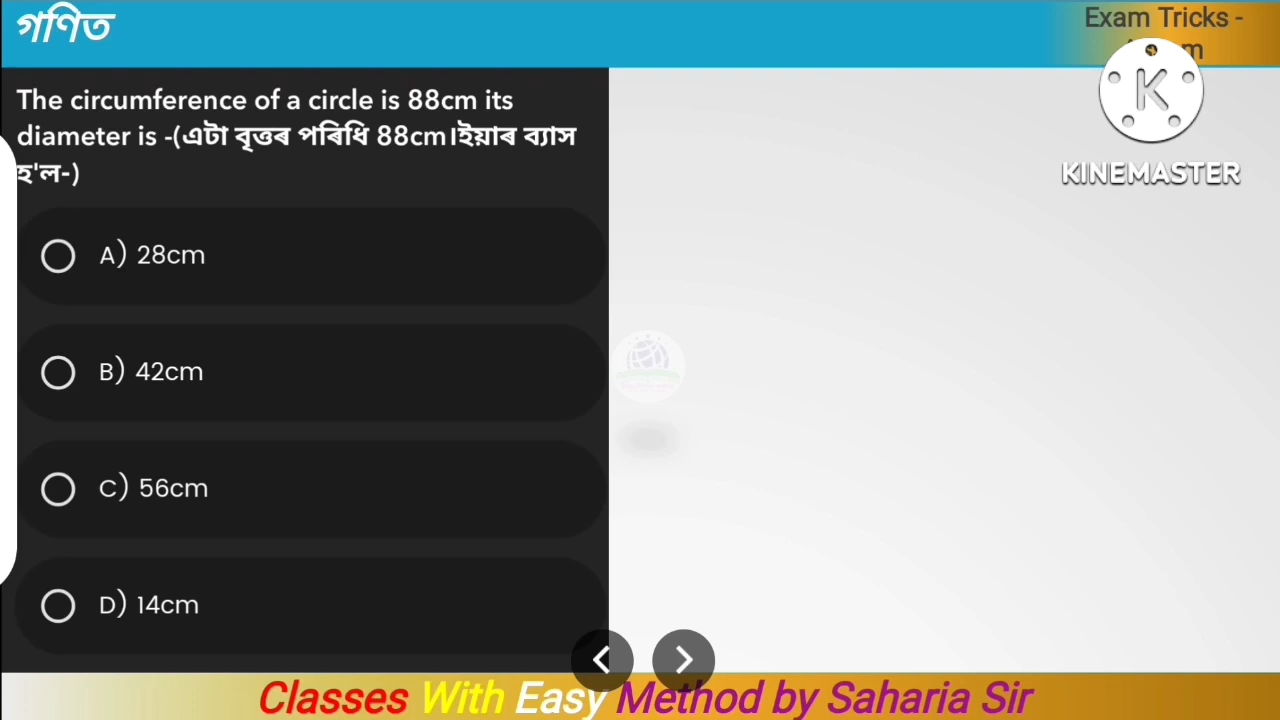 গণিত
Exam Tricks -
KINEMASTER
The circumference of a circle is 88cm its
diameter is -(এটা বৃত্তৰ পৰিধি 88cm।ইয়াৰ ব্যাস
হ'ল-)
A) 28cm
B) 42cm
C) 56cm
D) 14cm
Classes With Easy Method by Saharia Sir